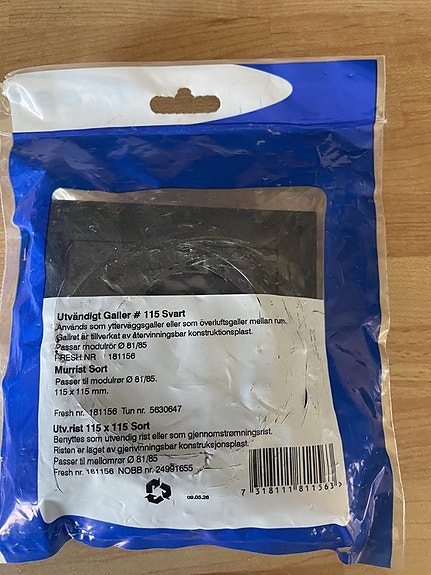 Utvändigt Galler # 115 Svart
Används som ytterväggsgaller eller som överluftsgaller mellan rum.
Gallret är tillverkat av återvinningsbar konstruktionsplast.
Passar modulrör Ø 81/85
FRESH NR 181156
Murrist Sort
Passer til modulrør Ø 81/85.
115 x 115 mm.
Fresh nr. 181156 Tun nr. 5630647
Utv.rist 115 x 115 Sort
Benyttes som utvendig rist eller som gjennomstrømningsrist.
Risten er laget av gjenvinningsbar konstruksjonsplast.
Passer til mellomrør Ø 81/85
Fresh nr. 181156 NOBB nr. 24991655
09.05.26
7 318111 811563